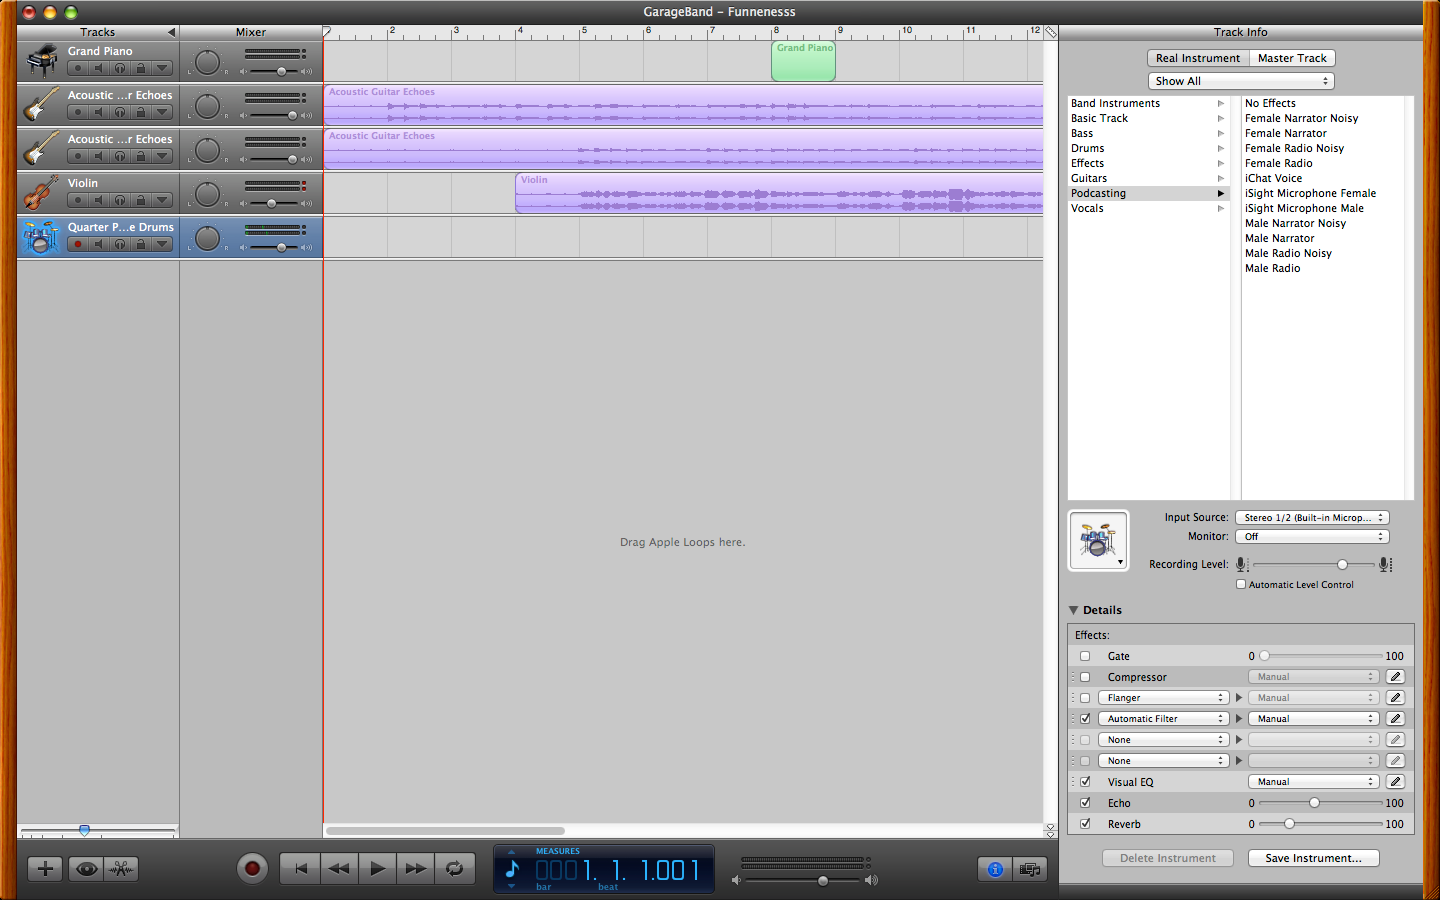 GarageBand - Funnenesss
Tracks
Mixer
2 3 4 5 6 7 8 9 10 11 12
Track Info
Grand Piano
L R
Grand Piano
Acoustic ...r Echoes
L R
Acoustic Guitar Echoes
Acoustic ...r Echoes
L R
Acoustic Guitar Echoes
Violin
L R
Violin
Quarter P...e Drums
L R
Drag Apple Loops here.
Real Instrument
Master Track
Show All
Band Instruments
Basic Track
Bass
Drums
Effects
Guitars
Podcasting
Vocals
No Effects
Female Narrator Noisy
Female Narrator
Female Radio Noisy
Female Radio
iChat Voice
iSight Microphone Female
iSight Microphone Male
Male Narrator Noisy
Male Narrator
Male Radio Noisy
Male Radio
Input Source: Stereo 1/2 (Built-in Microp...
Monitor: Off
Recording Level:
Automatic Level Control
Details
Effects:
Gate 0 100
Compressor Manual
Flanger Manual
Automatic Filter Manual
None
None
Visual EQ Manual
Echo 0 100
Reverb 0 100
Delete Instrument
Save Instrument...
MEASURES
0001. 1. 1.001
bar beat